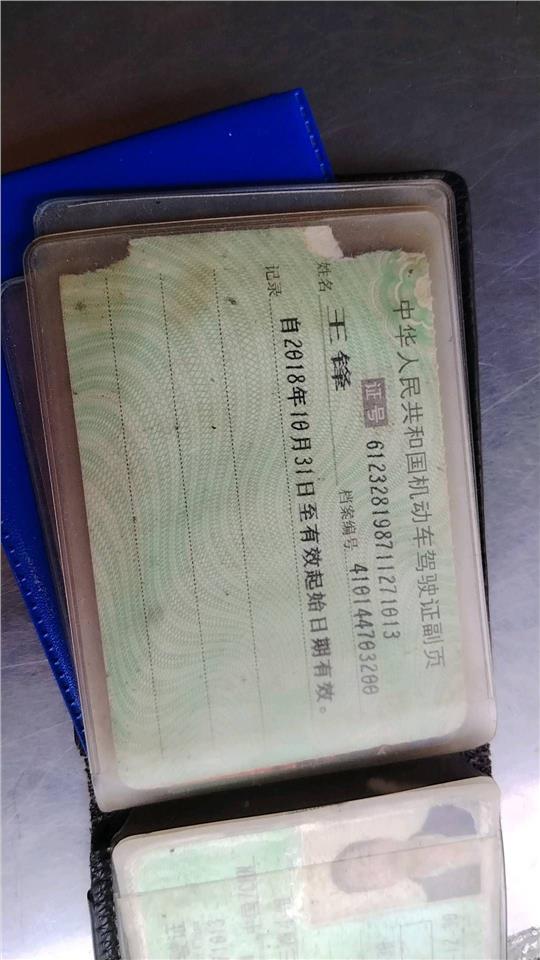 中华人民共和国机动车驾驶证副页
证号 612328198711271013
姓名 王锋 档案编号 410144703200
记录 自2018年10月31日至有效起始日期有效。